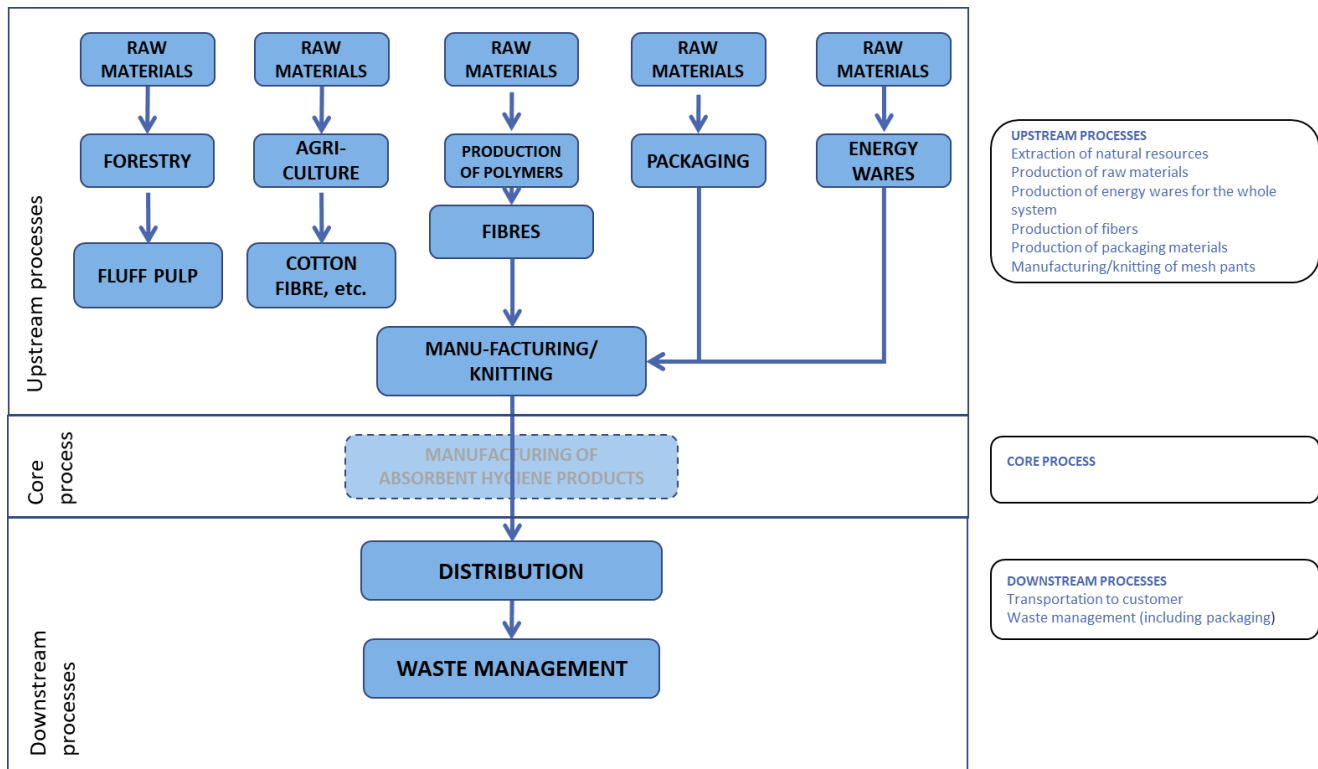 RAW
MATERIALS
RAW
MATERIALS
RAW
MATERIALS
RAW
MATERIALS
RAW
MATERIALS
FORESTRY
AGRI-
CULTURE
PRODUCTION
OF POLYMERS
PACKAGING
ENERGY
WARES
FIBRES
FLUFF PULP
COTTON
FIBRE, etc.
MANU-FACTURING/
KNITTING
Upstream processes
UPSTREAM PROCESSES
Extraction of natural resources
Production of raw materials
Production of energy wares for the whole
system
Production of fibers
Production of packaging materials
Manufacturing/knitting of mesh pants
Core
process
MANUFACTURING OF
ABSORBENT HYGIENE PRODUCTS
CORE PROCESS
Downstream
processes
DISTRIBUTION
WASTE MANAGEMENT
DOWNSTREAM PROCESSES
Transportation to customer
Waste management (including packaging)